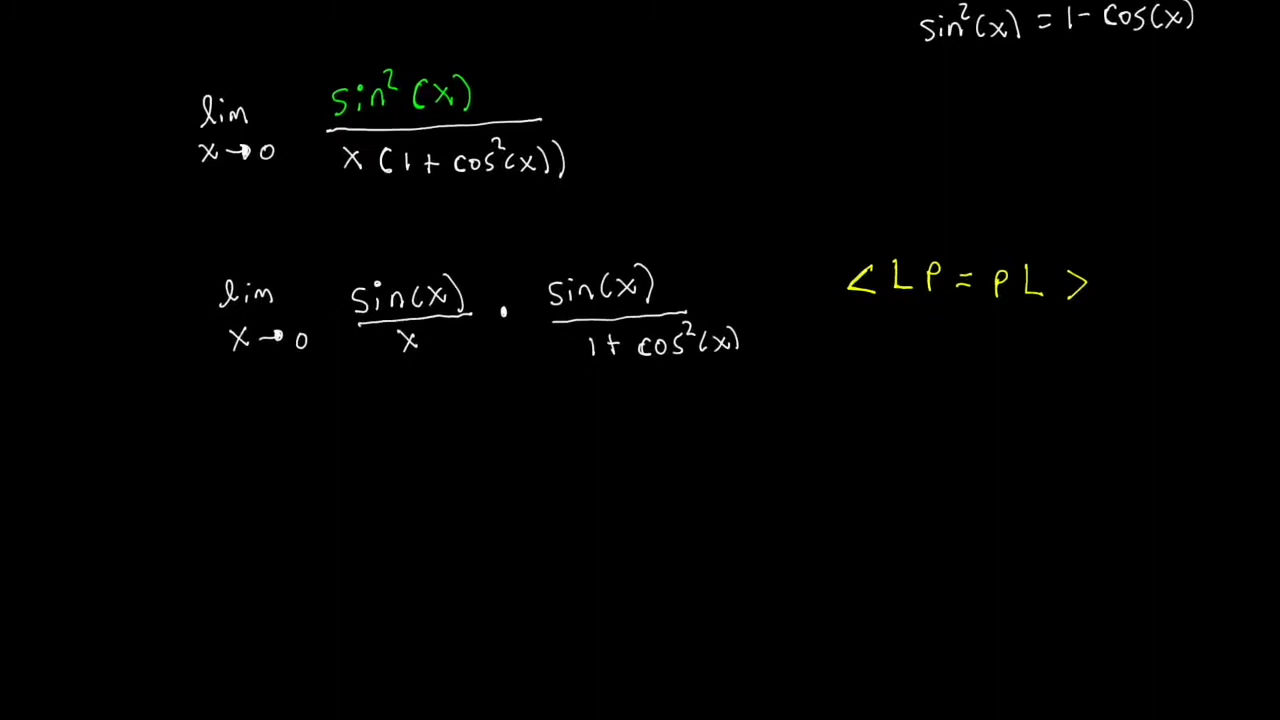 sin²(x) = 1 - cos(x)
lim x→0 sin²(x) / x(1 + cos²(x))
lim x→0 sin(x)/x · sin(x)/1 + cos²(x)
< LP = PL >